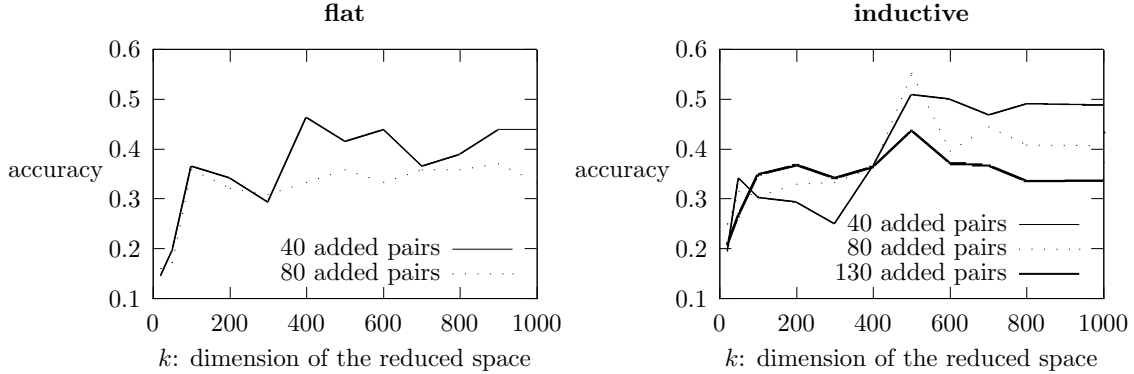 flat
0.6
0.5
0.4
accuracy
0.3
0.2
0.1
40 added pairs
80 added pairs
0 200 400 600 800 1000
k: dimension of the reduced space
inductive
0.6
0.5
0.4
accuracy
0.3
0.2
0.1
40 added pairs
80 added pairs
130 added pairs
0 200 400 600 800 1000
k: dimension of the reduced space